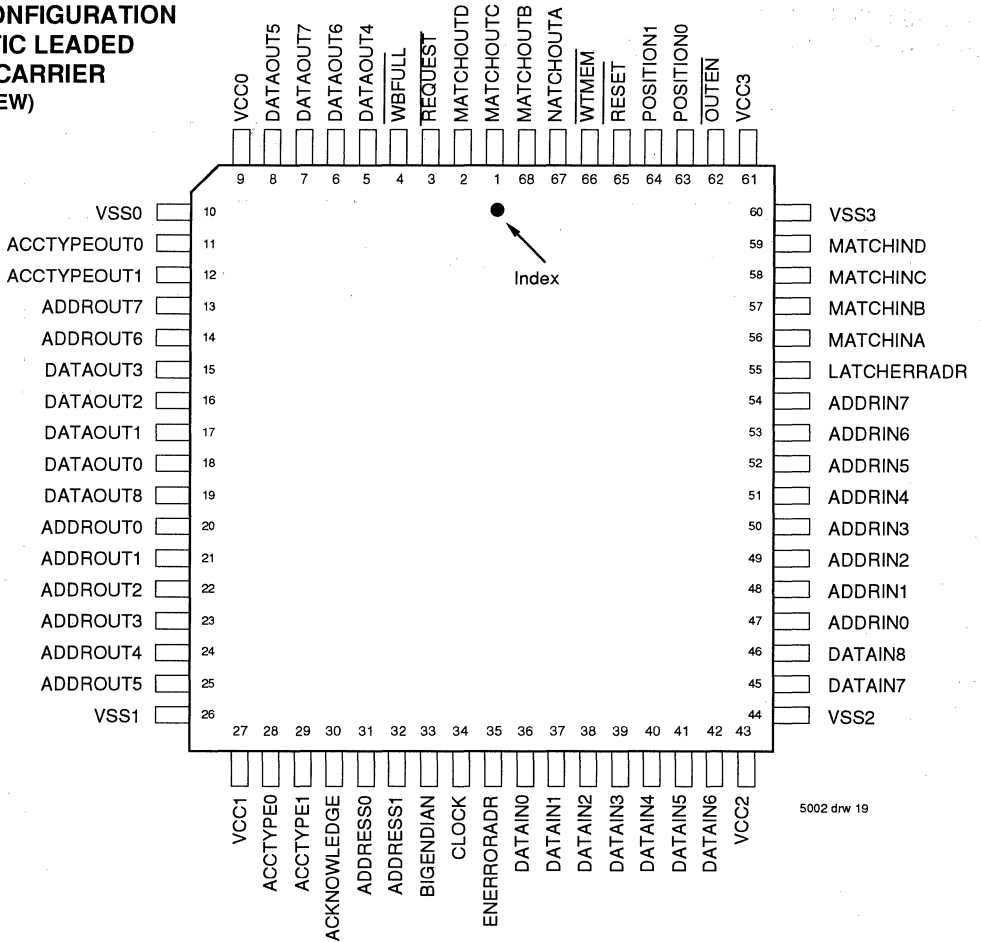 ONFIGURATION
TIC LEADED
CARRIER
EW)
VCC0
DATAOUT5
DATAOUT7
DATAOUT6
DATAOUT4
WBFULL
REQUEST
MATCHOUTD
MATCHOUTC
MATCHOUTB
NATCHOUTA
WTMEM
RESET
POSITION1
POSITION0
OUTEN
VCC3
9 8 7 6 5 4 3 2 1 68 67 66 65 64 63 62 61
Index
VSS0 10
ACCTYPEOUT0 11
ACCTYPEOUT1 12
ADDROUT7 13
ADDROUT6 14
DATAOUT3 15
DATAOUT2 16
DATAOUT1 17
DATAOUT0 18
DATAOUT8 19
ADDROUT0 20
ADDROUT1 21
ADDROUT2 22
ADDROUT3 23
ADDROUT4 24
ADDROUT5 25
VSS1 26
60 VSS3
59 MATCHIND
58 MATCHINC
57 MATCHINB
56 MATCHINA
55 LATCHERRADR
54 ADDRIN7
53 ADDRIN6
52 ADDRIN5
51 ADDRIN4
50 ADDRIN3
49 ADDRIN2
48 ADDRIN1
47 ADDRIN0
46 DATAIN8
45 DATAIN7
44 VSS2
27 28 29 30 31 32 33 34 35 36 37 38 39 40 41 42 43
VCC1
ACCTYPE0
ACCTYPE1
ACKNOWLEDGE
ADDRESS0
ADDRESS1
BIGENDIAN
CLOCK
ENERRORADR
DATAIN0
DATAIN1
DATAIN2
DATAIN3
DATAIN4
DATAIN5
DATAIN6
VCC2
5002 drw 19